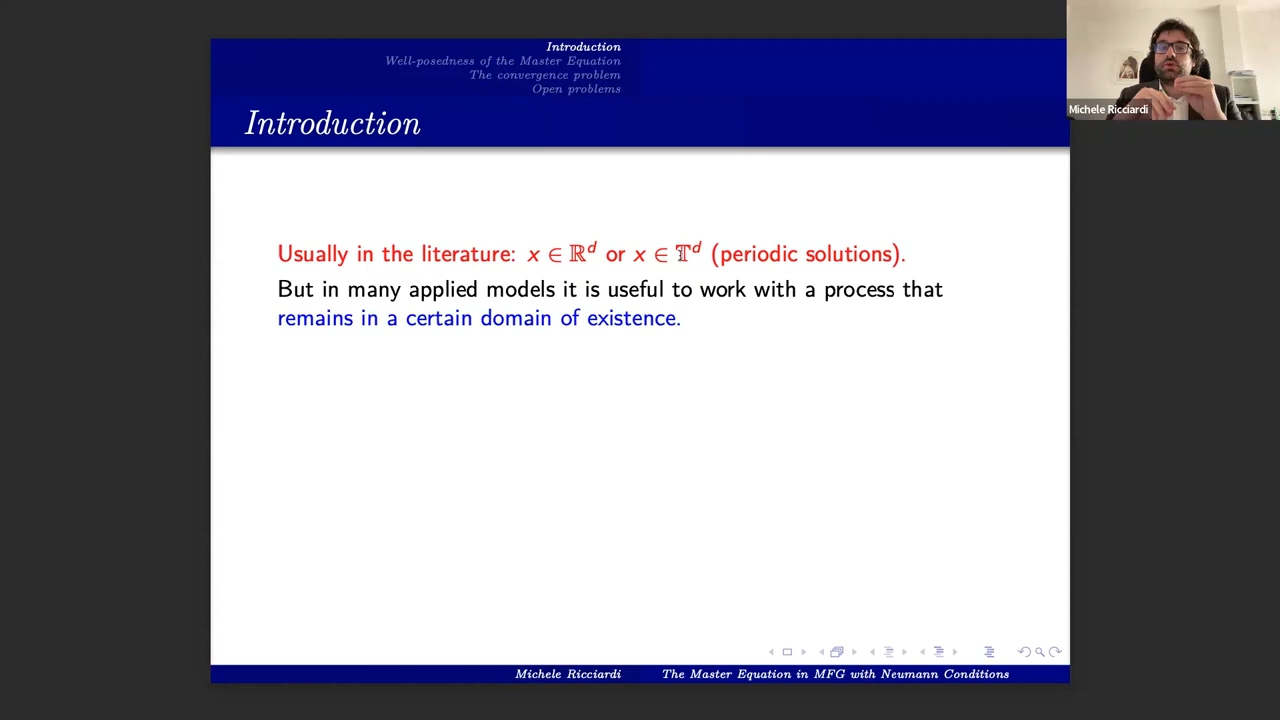 Introduction
Well-posedness of the Master Equation
The convergence problem
Open problems
Introduction
Michele Ricciardi
Usually in the literature: x ∈ ℝᵈ or x ∈ 𝕋ᵈ (periodic solutions).
But in many applied models it is useful to work with a process that
remains in a certain domain of existence.
Michele Ricciardi The Master Equation in MFG with Neumann Conditions